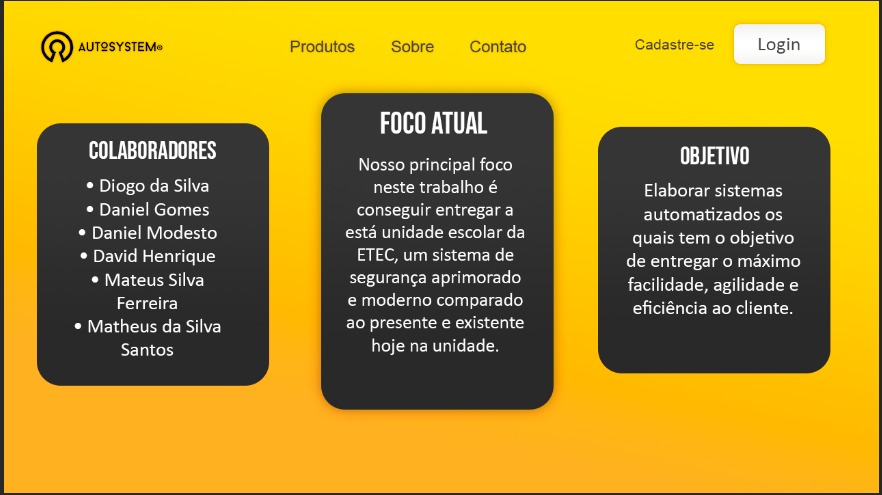 AUTOSYSTEM®
Produtos
Sobre
Contato
Cadastre-se
Login
COLABORADORES
• Diogo da Silva
• Daniel Gomes
• Daniel Modesto
• David Henrique
• Mateus Silva
Ferreira
• Matheus da Silva
Santos
FOCO ATUAL
Nosso principal foco
neste trabalho é
conseguir entregar a
está unidade escolar da
ETEC, um sistema de
segurança aprimorado
e moderno comparado
ao presente e existente
hoje na unidade.
OBJETIVO
Elaborar sistemas
automatizados os
quais tem o objetivo
de entregar o máximo
facilidade, agilidade e
eficiência ao cliente.